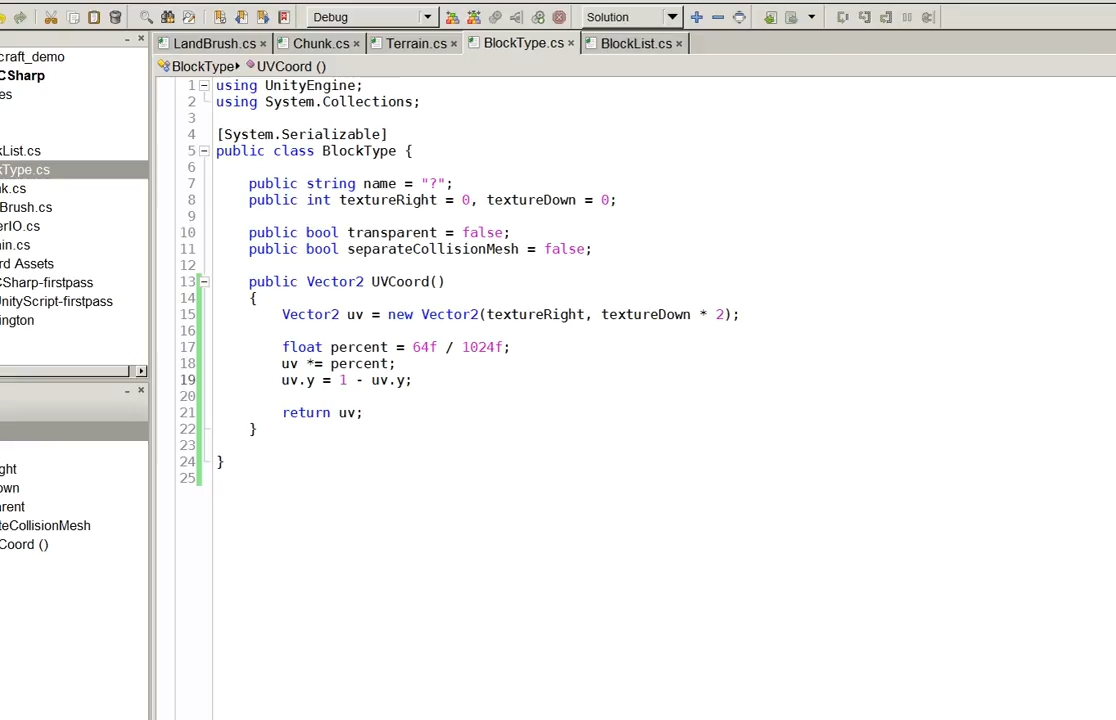 Debug
Solution
LandBrush.cs × Chunk.cs × Terrain.cs × BlockType.cs × BlockList.cs ×
BlockType▸ UVCoord ()
craft_demo
CSharp
es
kList.cs
kType.cs
nk.cs
Brush.cs
erIO.cs
ain.cs
rd Assets
CSharp-firstpass
UnityScript-firstpass
ington
ght
own
arent
teCollisionMesh
Coord ()
1 using UnityEngine;
2 using System.Collections;
3
4 [System.Serializable]
5 public class BlockType {
6
7 public string name = "?";
8 public int textureRight = 0, textureDown = 0;
9
10 public bool transparent = false;
11 public bool separateCollisionMesh = false;
12
13 public Vector2 UVCoord()
14 {
15 Vector2 uv = new Vector2(textureRight, textureDown * 2);
16
17 float percent = 64f / 1024f;
18 uv *= percent;
19 uv.y = 1 - uv.y;
20
21 return uv;
22 }
23
24 }
25